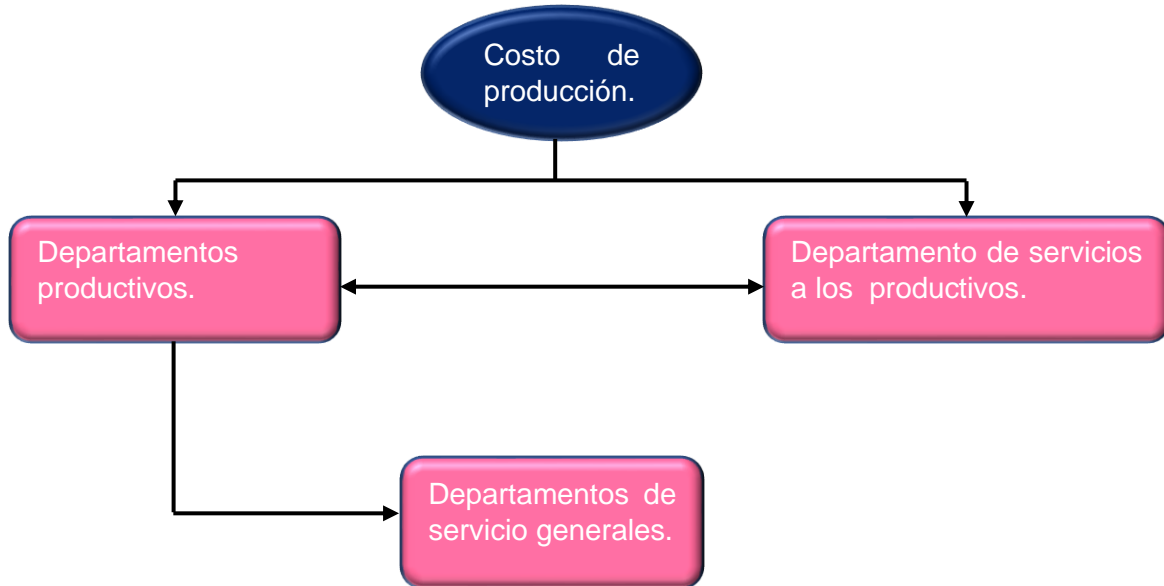 Costo de
producción.
Departamentos
productivos.
Departamento de servicios
a los productivos.
Departamentos de
servicio generales.